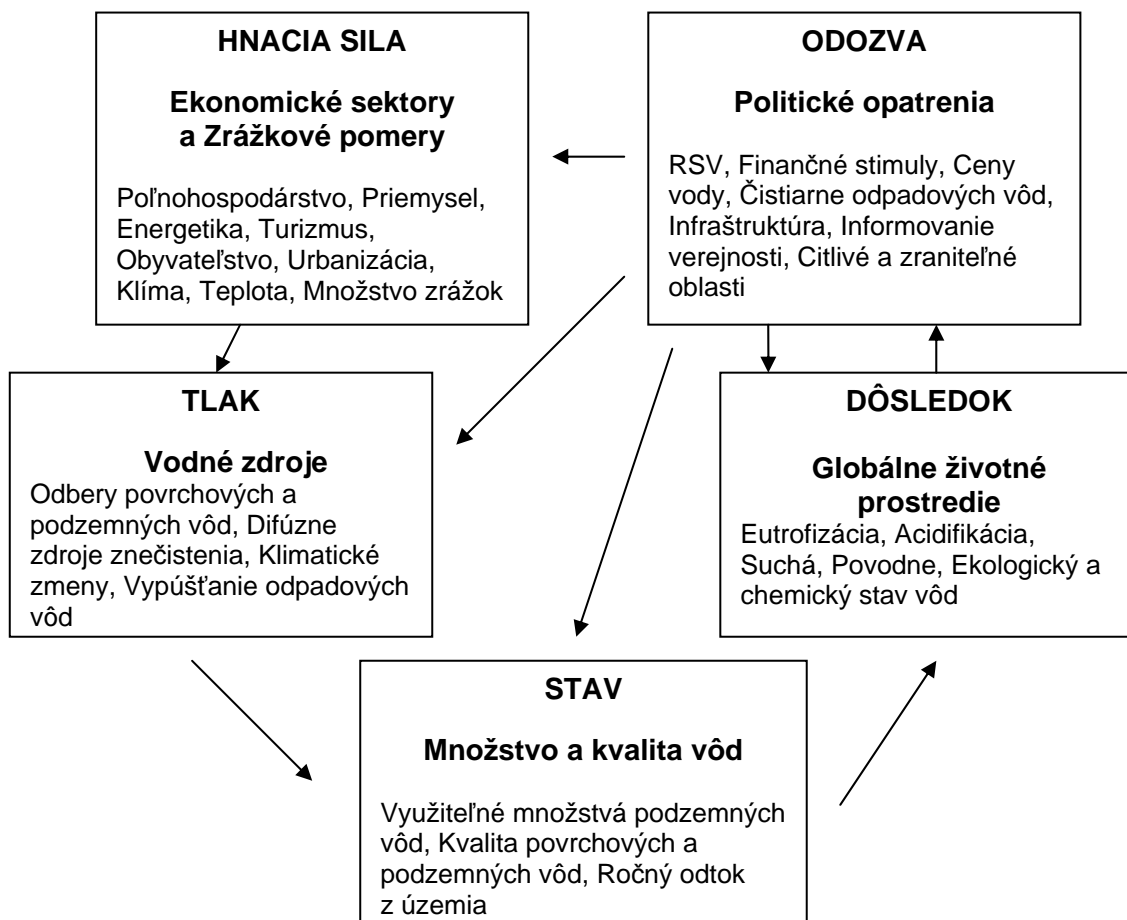 HNACIA SILA
Ekonomické sektory
a Zrážkové pomery
Poľnohospodárstvo, Priemysel,
Energetika, Turizmus,
Obyvateľstvo, Urbanizácia,
Klíma, Teplota, Množstvo zrážok
ODOZVA
Politické opatrenia
RSV, Finančné stimuly, Ceny
vody, Čistiarne odpadových vôd,
Infraštruktúra, Informovanie
verejnosti, Citlivé a zraniteľné
oblasti
TLAK
Vodné zdroje
Odbery povrchových a
podzemných vôd, Difúzne
zdroje znečistenia, Klimatické
zmeny, Vypúšťanie odpadových
vôd
DÔSLEDOK
Globálne životné
prostredie
Eutrofizácia, Acidifikácia,
Suchá, Povodne, Ekologický a
chemický stav vôd
STAV
Množstvo a kvalita vôd
Využiteľné množstvá podzemných
vôd, Kvalita povrchových a
podzemných vôd, Ročný odtok
z územia